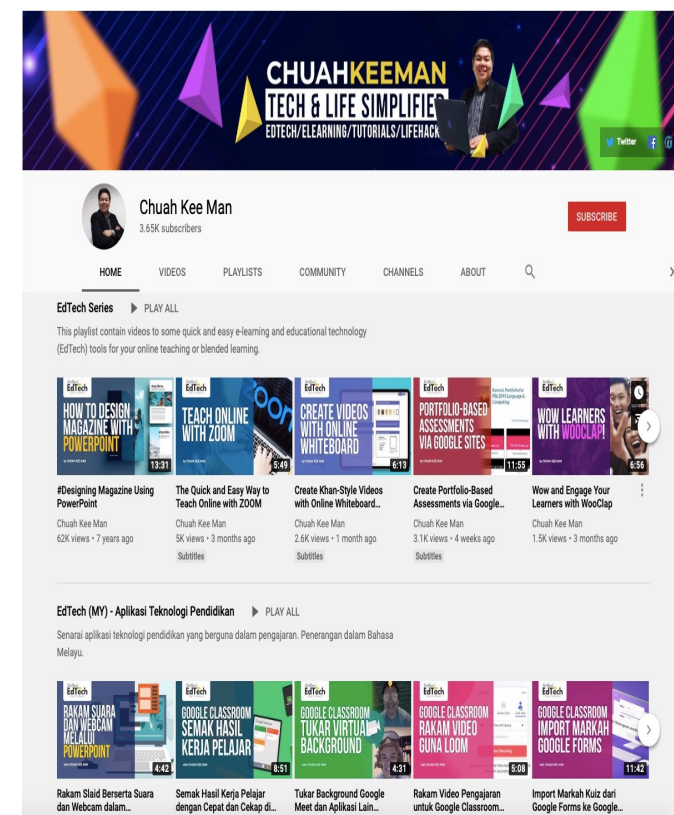 CHUAHKEEMAN
TECH & LIFE SIMPLIFIED
EDTECH/ELEARNING/TUTORIALS/LIFEHACK
Twitter
Chuah Kee Man
3.65K subscribers
SUBSCRIBE
HOME VIDEOS PLAYLISTS COMMUNITY CHANNELS ABOUT
EdTech Series PLAY ALL
This playlist contain videos to some quick and easy e-learning and educational technology
(EdTech) tools for your online teaching or blended learning.
EdTech
HOW TO DESIGN
MAGAZINE WITH
POWERPOINT
13:31
EdTech
TEACH ONLINE
WITH ZOOM
5:49
EdTech
CREATE VIDEOS
WITH ONLINE
WHITEBOARD
6:13
EdTech
PORTFOLIO-BASED
ASSESSMENTS
VIA GOOGLE SITES
11:55
EdTech
WOW LEARNERS
WITH WOOCLAP!
6:56
#Designing Magazine Using
PowerPoint
Chuah Kee Man
62K views • 7 years ago
The Quick and Easy Way to
Teach Online with ZOOM
Chuah Kee Man
5K views • 3 months ago
Subtitles
Create Khan-Style Videos
with Online Whiteboard...
Chuah Kee Man
2.6K views • 1 month ago
Subtitles
Create Portfolio-Based
Assessments via Google...
Chuah Kee Man
3.1K views • 4 weeks ago
Subtitles
Wow and Engage Your
Learners with WooClap
Chuah Kee Man
1.5K views • 3 months ago
EdTech (MY) - Aplikasi Teknologi Pendidikan PLAY ALL
Senarai aplikasi teknologi pendidikan yang berguna dalam pengajaran. Penerangan dalam Bahasa
Melayu.
EdTech
RAKAM SUARA
DAN WEBCAM
MELALUI
POWERPOINT
4:42
EdTech
GOOGLE CLASSROOM
SEMAK HASIL
KERJA PELAJAR
8:51
EdTech
GOOGLE CLASSROOM
TUKAR VIRTUAL
BACKGROUND
4:31
EdTech
GOOGLE CLASSROOM
RAKAM VIDEO
GUNA LOOM
5:08
EdTech
GOOGLE CLASSROOM
IMPORT MARKAH
GOOGLE FORMS
11:42
Rakam Slaid Berserta Suara
dan Webcam dalam...
Semak Hasil Kerja Pelajar
dengan Cepat dan Cekap di...
Tukar Background Google
Meet dan Aplikasi Lain...
Rakam Video Pengajaran
untuk Google Classroom...
Import Markah Kuiz dari
Google Forms ke Google...